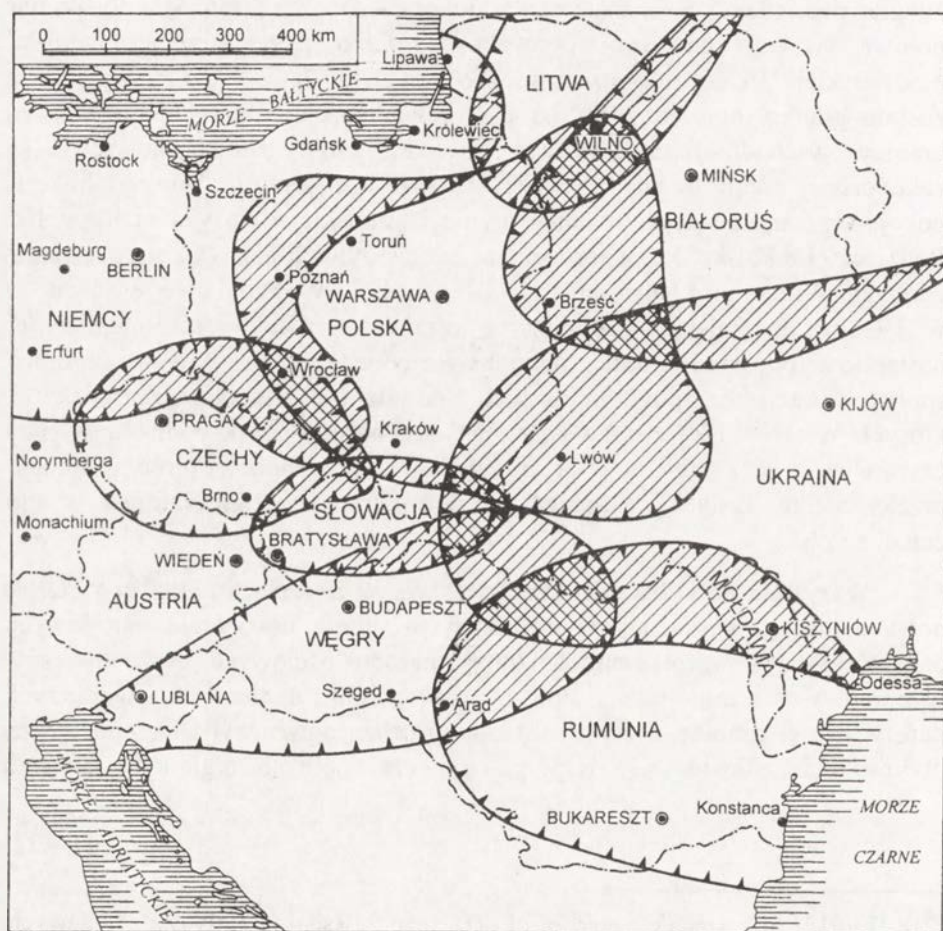 0 100 200 300 400 km
Lipawa
LITWA
MORZE BAŁTYCKIE
Królewiec
Gdańsk
WILNO
Rostock
Szczecin
MIŃSK
BIAŁORUŚ
Toruń
Magdeburg
BERLIN
Poznań
WARSZAWA
Brześć
NIEMCY
POLSKA
Erfurt
Wrocław
KIJÓW
PRAGA
Kraków
Norymberga
CZECHY
Lwów
UKRAINA
Brno
SŁOWACJA
Monachium
BRATYSŁAWA
WIEDEŃ
AUSTRIA
BUDAPESZT
MOŁDAWIA
KISZYNIÓW
WĘGRY
Odessa
LUBLANA
Szeged
Arad
RUMUNIA
MORZE ADRIATYCKIE
BUKARESZT
Konstanca
MORZE
CZARNE